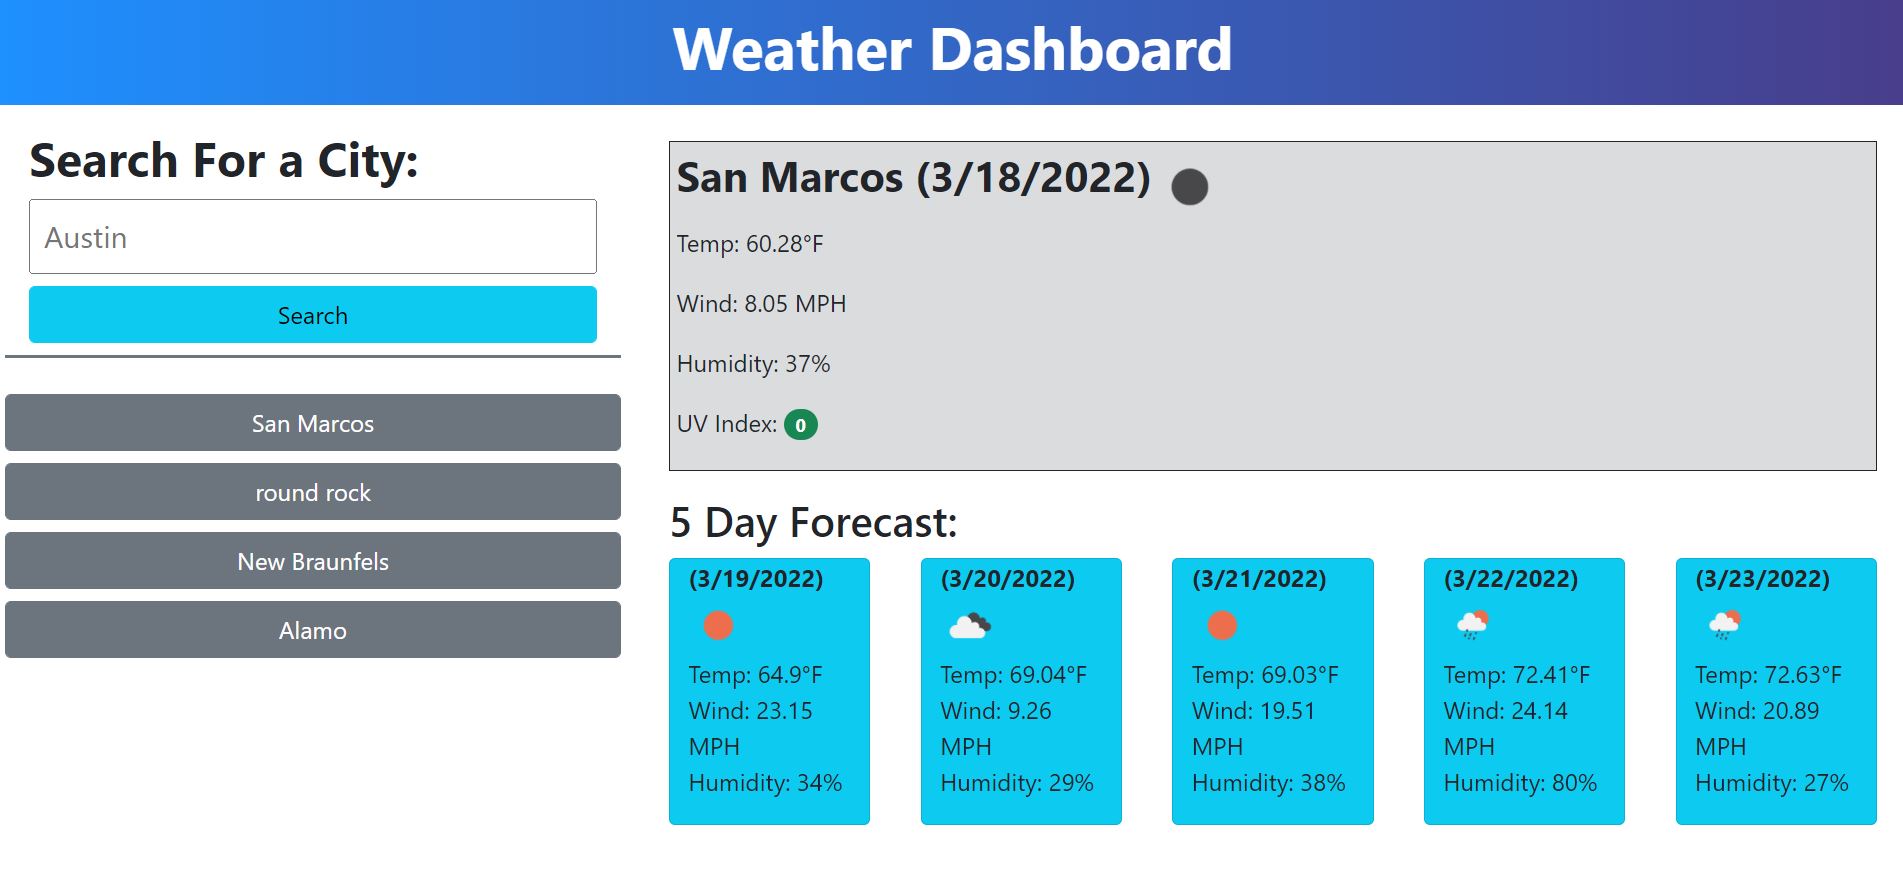 Weather Dashboard
Search For a City:
Austin
Search
San Marcos
round rock
New Braunfels
Alamo
San Marcos (3/18/2022)
Temp: 60.28°F
Wind: 8.05 MPH
Humidity: 37%
UV Index: 0
5 Day Forecast:
(3/19/2022)
Temp: 64.9°F
Wind: 23.15
MPH
Humidity: 34%
(3/20/2022)
Temp: 69.04°F
Wind: 9.26
MPH
Humidity: 29%
(3/21/2022)
Temp: 69.03°F
Wind: 19.51
MPH
Humidity: 38%
(3/22/2022)
Temp: 72.41°F
Wind: 24.14
MPH
Humidity: 80%
(3/23/2022)
Temp: 72.63°F
Wind: 20.89
MPH
Humidity: 27%